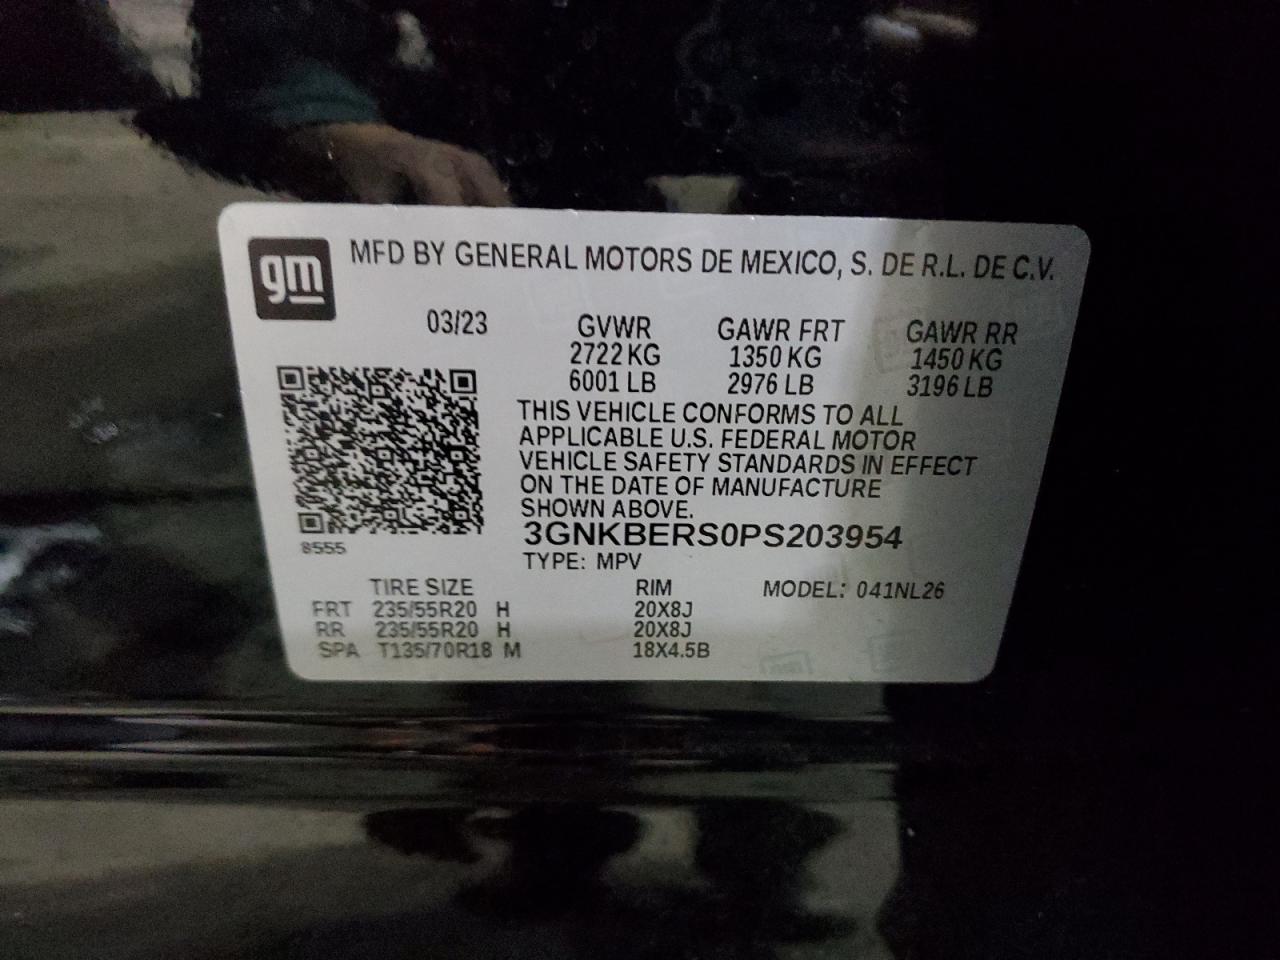 gm MFD BY GENERAL MOTORS DE MEXICO, S. DE R.L. DE C.V.
03/23 GVWR GAWR FRT GAWR RR
2722 KG 1350 KG 1450 KG
6001 LB 2976 LB 3196 LB
THIS VEHICLE CONFORMS TO ALL
APPLICABLE U.S. FEDERAL MOTOR
VEHICLE SAFETY STANDARDS IN EFFECT
ON THE DATE OF MANUFACTURE
SHOWN ABOVE.
3GNKBERS0PS203954
8555 TYPE: MPV
TIRE SIZE RIM MODEL: 041NL26
FRT 235/55R20 H 20X8J
RR 235/55R20 H 20X8J
SPA T135/70R18 M 18X4.5B